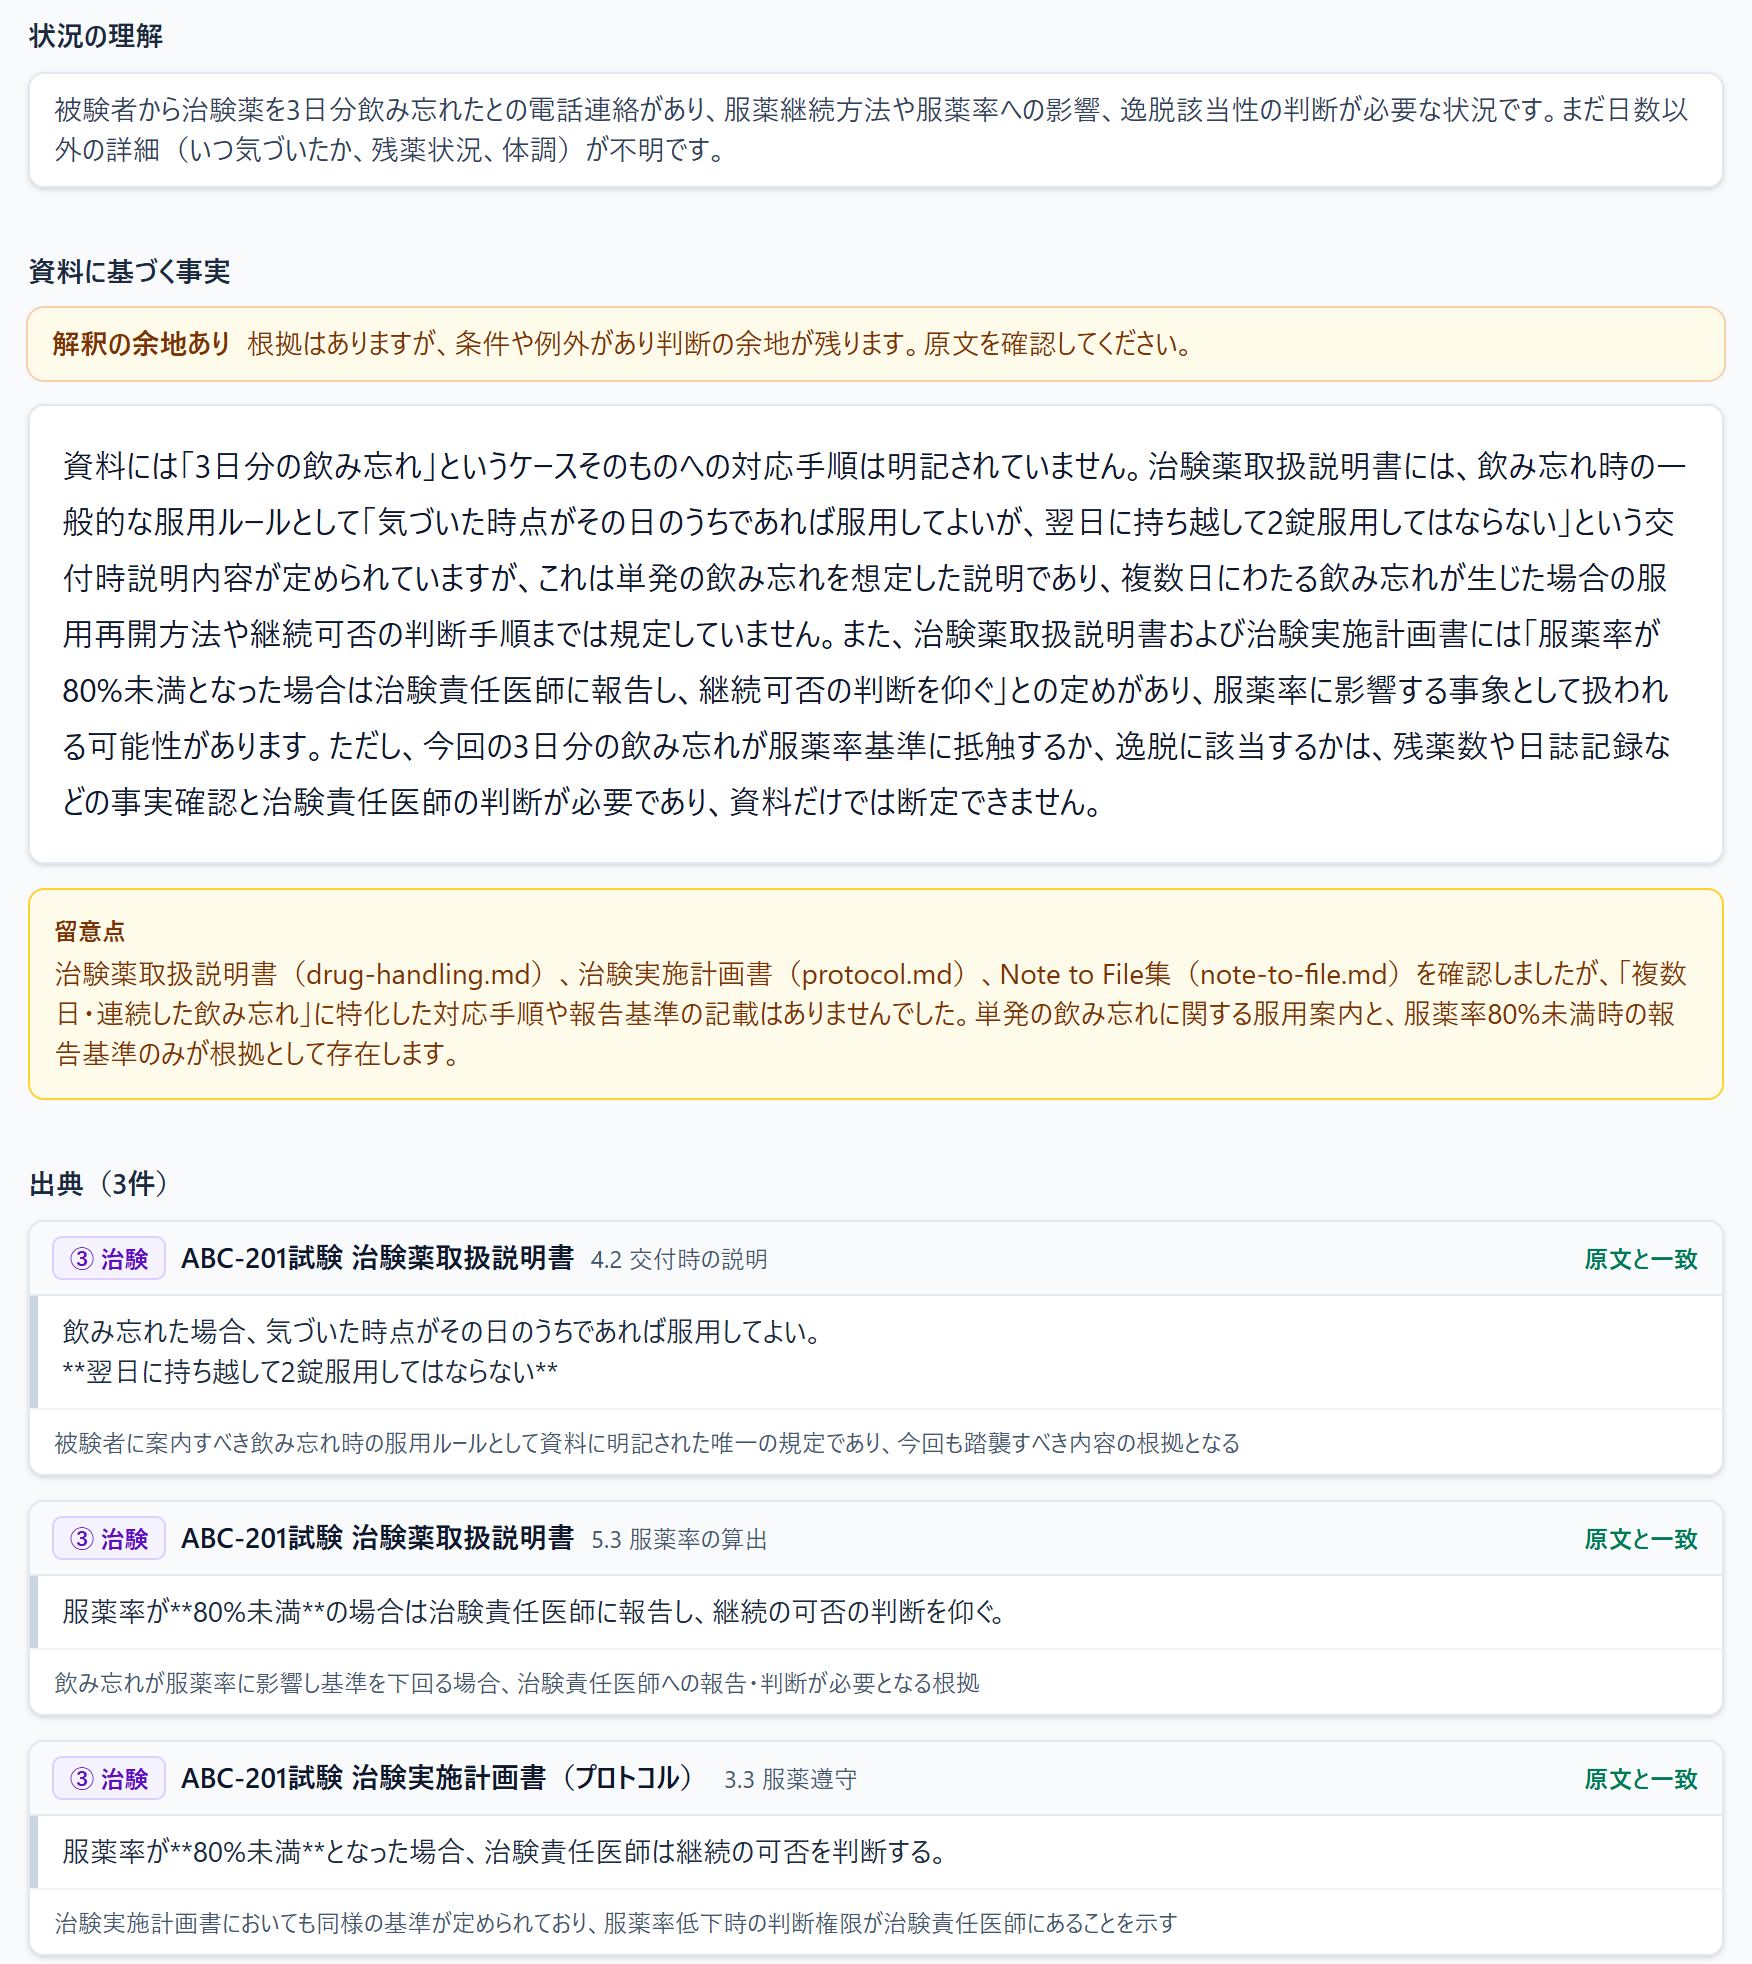 状況の理解
被験者から治験薬を3日分飲み忘れたとの電話連絡があり、服薬継続方法や服薬率への影響、逸脱該当性の判断が必要な状況です。まだ日数以
外の詳細（いつ気づいたか、残薬状況、体調）が不明です。
資料に基づく事実
解釈の余地あり 根拠はありますが、条件や例外があり判断の余地が残ります。原文を確認してください。
資料には「3日分の飲み忘れ」というケースそのものへの対応手順は明記されていません。治験薬取扱説明書には、飲み忘れ時の一
般的な服用ルールとして「気づいた時点がその日のうちであれば服用してよいが、翌日に持ち越して2錠服用してはならない」という交
付時説明内容が定められていますが、これは単発の飲み忘れを想定した説明であり、複数日にわたる飲み忘れが生じた場合の服
用再開方法や継続可否の判断手順までは規定していません。また、治験薬取扱説明書および治験実施計画書には「服薬率が
80%未満となった場合は治験責任医師に報告し、継続可否の判断を仰ぐ」との定めがあり、服薬率に影響する事象として扱われ
る可能性があります。ただし、今回の3日分の飲み忘れが服薬率基準に抵触するか、逸脱に該当するかは、残薬数や日誌記録な
どの事実確認と治験責任医師の判断が必要であり、資料だけでは断定できません。
留意点
治験薬取扱説明書（drug-handling.md）、治験実施計画書（protocol.md）、Note to File集（note-to-file.md）を確認しましたが、「複数
日・連続した飲み忘れ」に特化した対応手順や報告基準の記載はありませんでした。単発の飲み忘れに関する服用案内と、服薬率80%未満時の報
告基準のみが根拠として存在します。
出典（3件）
③ 治験 ABC-201試験 治験薬取扱説明書 4.2 交付時の説明 原文と一致
飲み忘れた場合、気づいた時点がその日のうちであれば服用してよい。
**翌日に持ち越して2錠服用してはならない**
被験者に案内すべき飲み忘れ時の服用ルールとして資料に明記された唯一の規定であり、今回も踏襲すべき内容の根拠となる
③ 治験 ABC-201試験 治験薬取扱説明書 5.3 服薬率の算出 原文と一致
服薬率が**80%未満**の場合は治験責任医師に報告し、継続の可否の判断を仰ぐ。
飲み忘れが服薬率に影響し基準を下回る場合、治験責任医師への報告・判断が必要となる根拠
③ 治験 ABC-201試験 治験実施計画書（プロトコル） 3.3 服薬遵守 原文と一致
服薬率が**80%未満**となった場合、治験責任医師は継続の可否を判断する。
治験実施計画書においても同様の基準が定められており、服薬率低下時の判断権限が治験責任医師にあることを示す